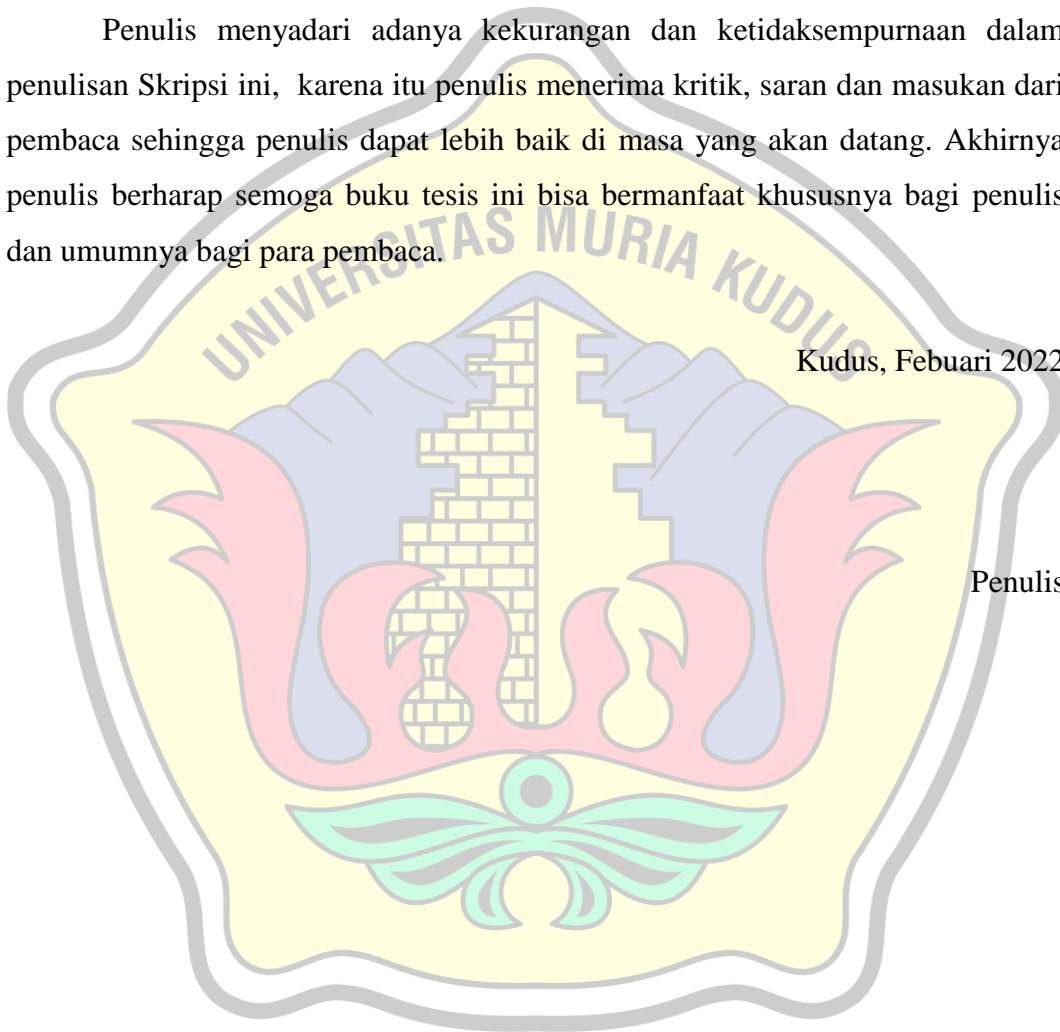 Penulis menyadari adanya kekurangan dan ketidaksempurnaan dalam
penulisan Skripsi ini, karena itu penulis menerima kritik, saran dan masukan dari
pembaca sehingga penulis dapat lebih baik di masa yang akan datang. Akhirnya
penulis berharap semoga buku tesis ini bisa bermanfaat khususnya bagi penulis
dan umumnya bagi para pembaca.
UNIVERSITAS MURIA KUDUS
Kudus, Febuari 2022
Penulis